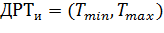 ДРТи = (Tmin, Tmax)